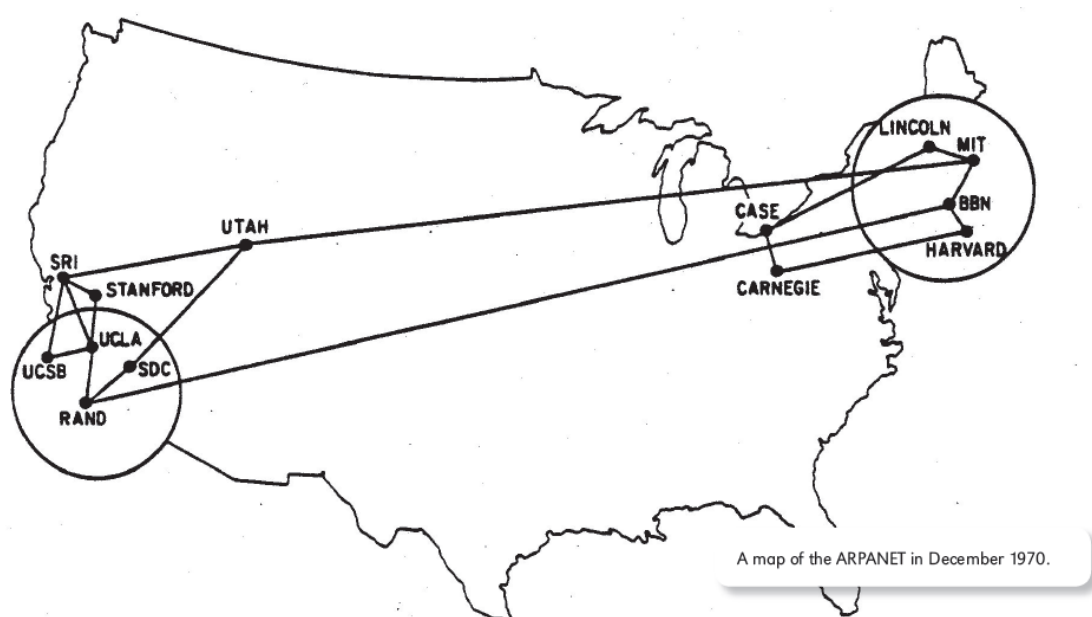 LINCOLN
MIT
CASE
BBN
UTAH
HARVARD
SRI
STANFORD
CARNEGIE
UCLA
UCSB
SDC
RAND
A map of the ARPANET in December 1970.